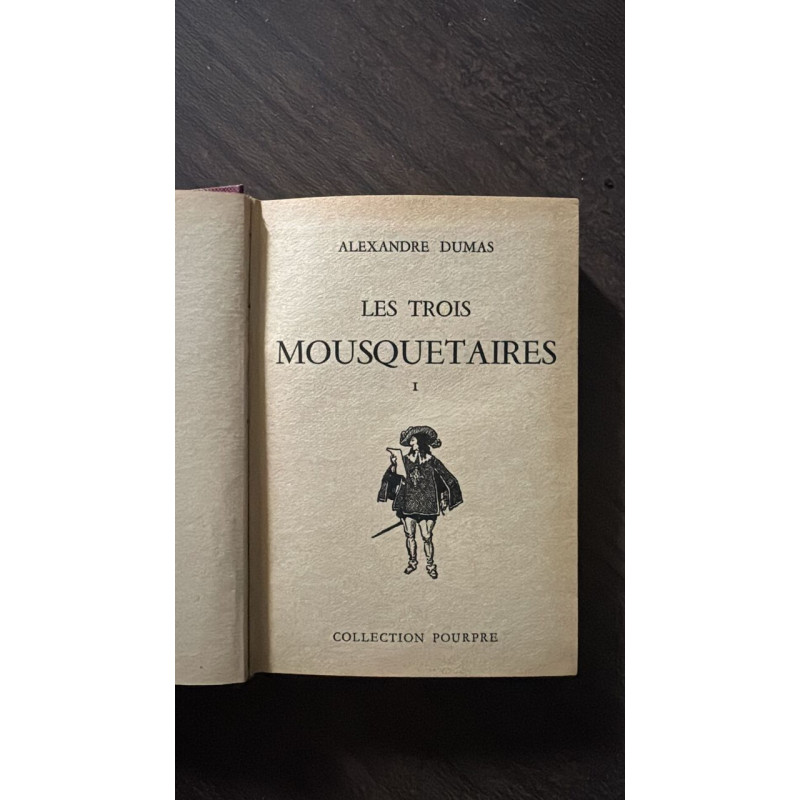 ALEXANDRE DUMAS
LES TROIS
MOUSQUETAIRES
I
COLLECTION POURPRE